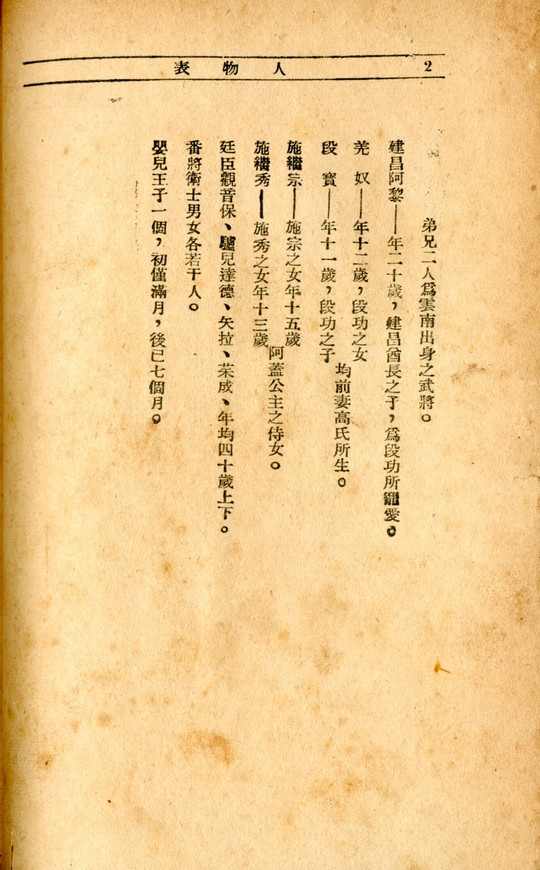 2
人物表
弟兄二人爲雲南出身之武將。
建昌阿黎——年二十歲，建昌酋長之子，爲段功所寵愛。
羌　奴——年十二歲，段功之女
段　寶——年十一歲，段功之子
均前妻高氏所生。
施繼宗——施宗之女年十五歲
施繼秀——施秀之女年十三歲
阿蓋公主之侍女。
廷臣觀音保、驢兒達德、矢拉、茱成、年均四十歲上下。
番將衛士男女各若干人。
嬰兒王子一個，初僅滿月，後已七個月。